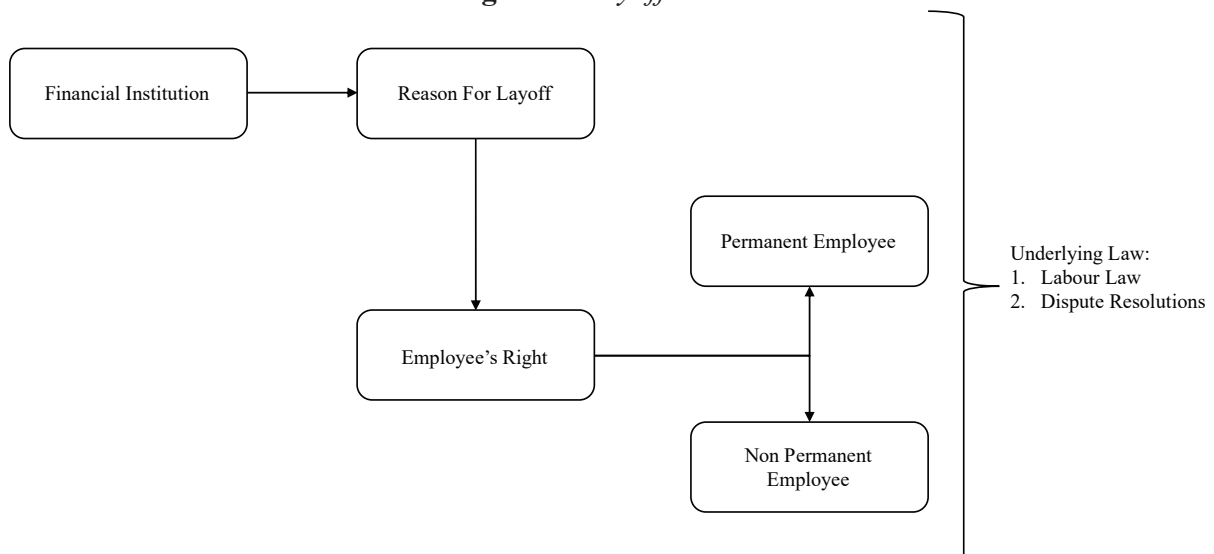 Financial Institution
Reason For Layoff
Permanent Employee
Underlying Law:
1. Labour Law
2. Dispute Resolutions
Employee’s Right
Non Permanent
Employee